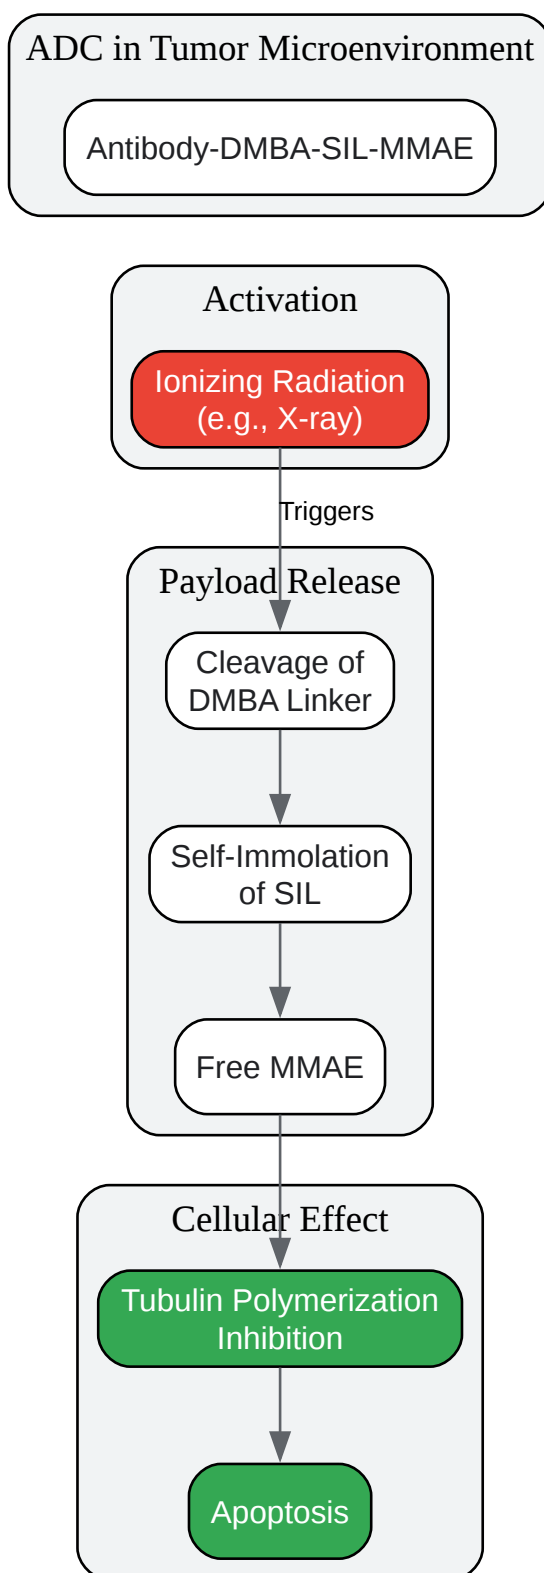 ADC in Tumor Microenvironment
Antibody-DMBA-SIL-MMAE
Activation
Ionizing Radiation
(e.g., X-ray)
Triggers
Payload Release
Cleavage of
DMBA Linker
Self-Immolation
of SIL
Free MMAE
Cellular Effect
Tubulin Polymerization
Inhibition
Apoptosis